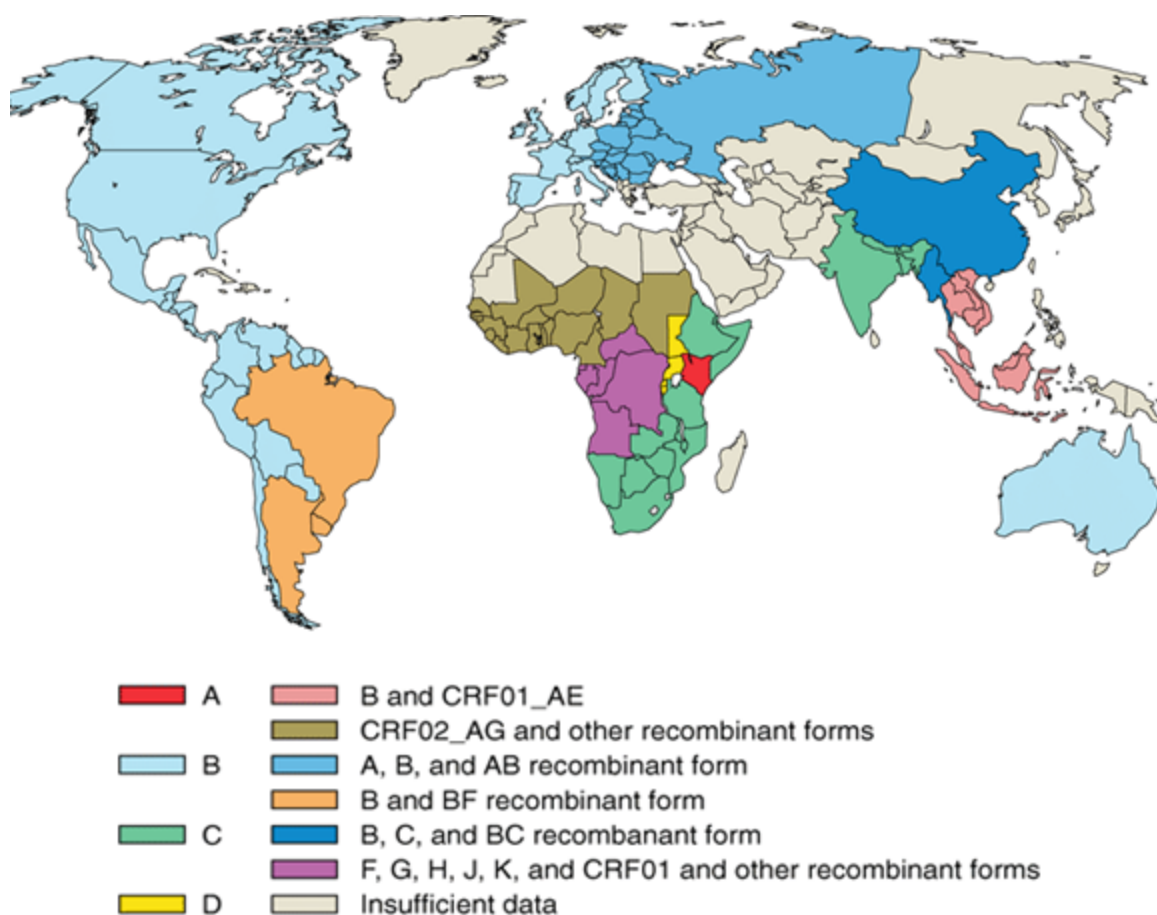 A
B and CRF01_AE
CRF02_AG and other recombinant forms
B
A, B, and AB recombinant form
B and BF recombinant form
C
B, C, and BC recombanant form
F, G, H, J, K, and CRF01 and other recombinant forms
D
Insufficient data